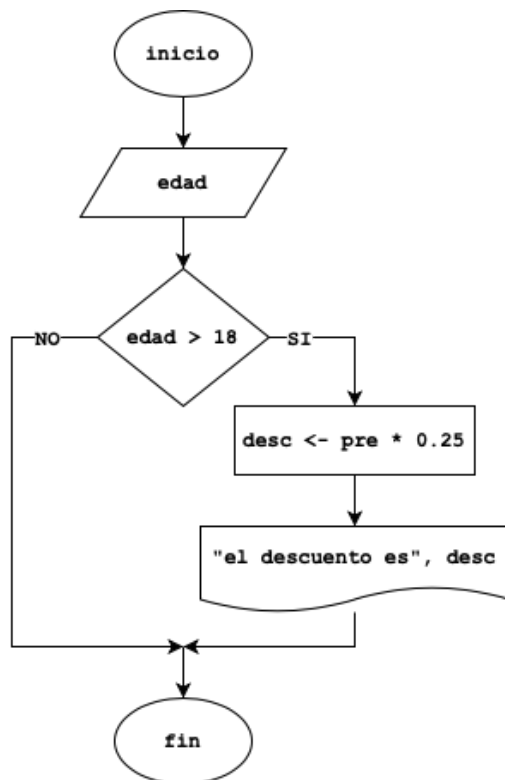 inicio
edad
edad > 18
NO
SI
desc <- pre * 0.25
"el descuento es", desc
fin